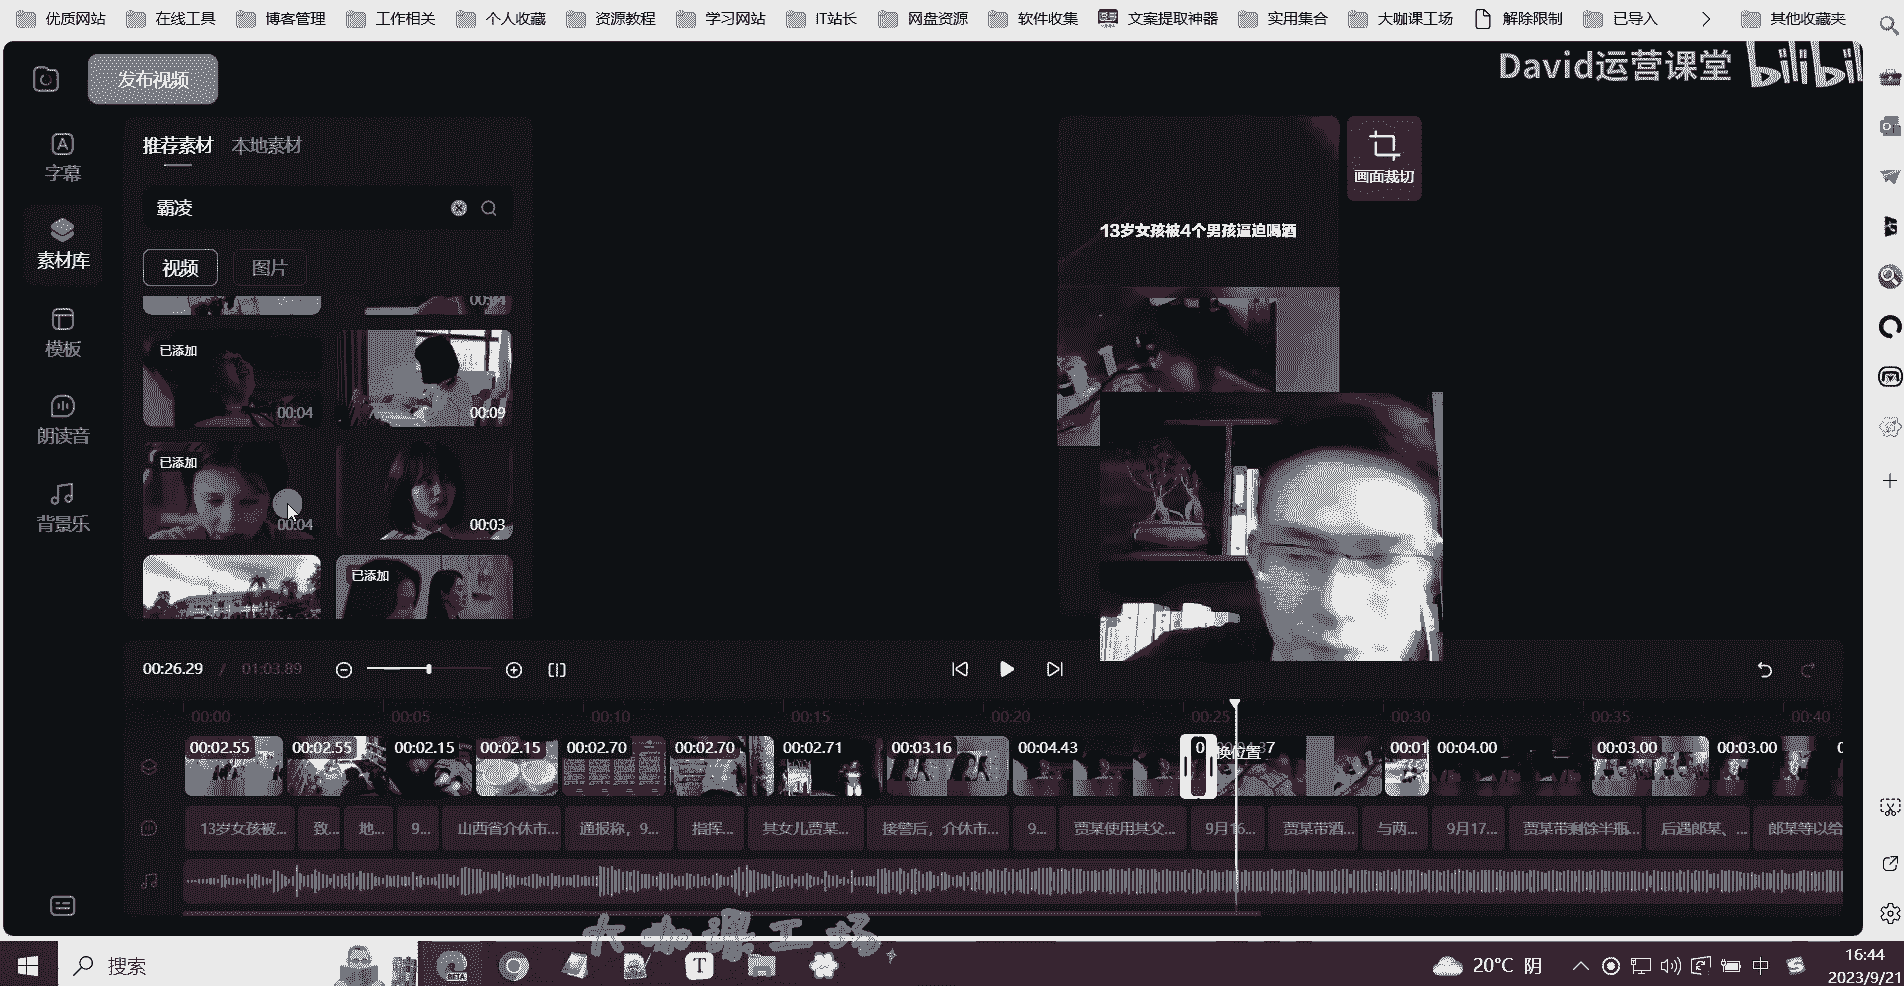 优质网站 在线工具 博客管理 工作相关 个人收藏 资源教程 学习网站 IT站长 网盘资源 软件收集 文案提取神器 实用集合 大咖课工场 解除限制 已导入 其他收藏夹
发布视频
David运营课堂 bilibil
推荐素材 本地素材
画面裁切
字幕
霸凌
13岁女孩被4个男孩逼迫喝酒
素材库
视频 图片
00:04
模板
已添加
00:04 00:09
朗读音
已添加
00:04 00:03
背景乐
已添加
00:26.29 / 01:03.89
00:00 00:05 00:10 00:15 00:20 00:25 00:30 00:35 00:40
00:02.55 00:02.55 00:02.15 00:02.15 00:02.70 00:02.70 00:02.71 00:03.16 00:04.43 换位置 37 00:01 00:04.00 00:03.00 00:03.00
13岁女孩被... 致... 地... 9... 山西省介休市... 通报称，9... 指挥... 其女儿贾某... 接警后，介休市... 9... 贾某使用其父... 9月16... 贾某带酒... 与两... 9月17... 贾某带剩馀半瓶... 后遇郎某、... 郎某等以给
大咖课工场
搜索
T
20°C 阴
中
16:44
2023/9/21